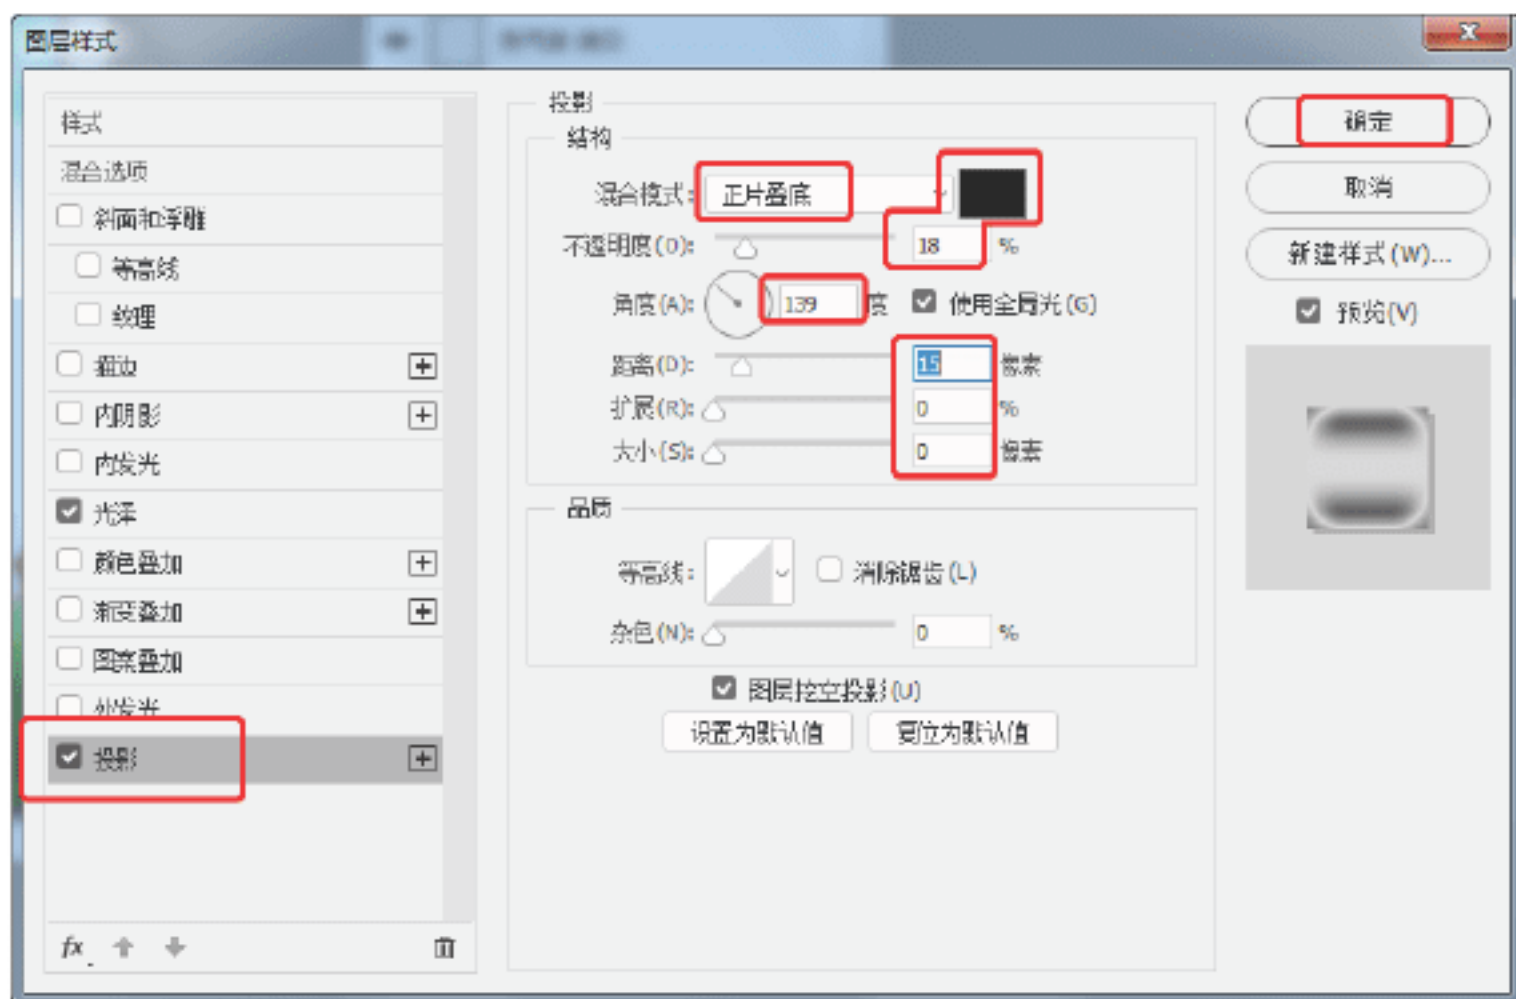 图层样式
样式
混合选项
斜面和浮雕
等高线
纹理
描边
内阴影
内发光
光泽
颜色叠加
渐变叠加
图案叠加
外发光
投影
fx
投影
结构
混合模式: 正片叠底
不透明度(O): 18 %
角度(A): 139 度 使用全局光(G)
距离(D): 15 像素
扩展(R): 0 %
大小(S): 0 像素
品质
等高线: 消除锯齿(L)
杂色(N): 0 %
图层挖空投影(U)
设置为默认值 复位为默认值
确定
取消
新建样式(W)...
预览(V)